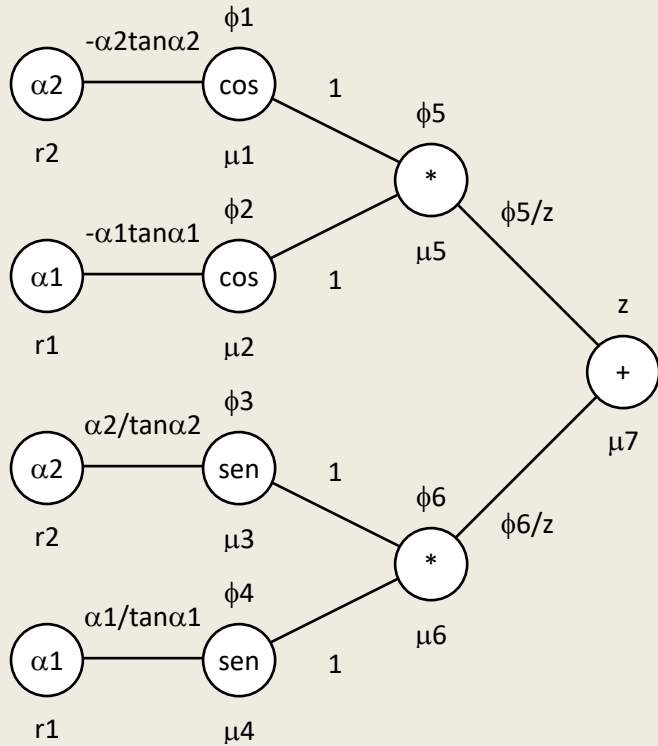 ϕ1
-α2tanα2
α2
cos
1
r2
μ1
ϕ5
*
ϕ2
-α1tanα1
ϕ5/z
μ5
α1
cos
1
r1
μ2
z
+
ϕ3
α2/tanα2
μ7
α2
sen
1
r2
μ3
ϕ6
ϕ6/z
*
ϕ4
α1/tanα1
μ6
α1
sen
1
r1
μ4